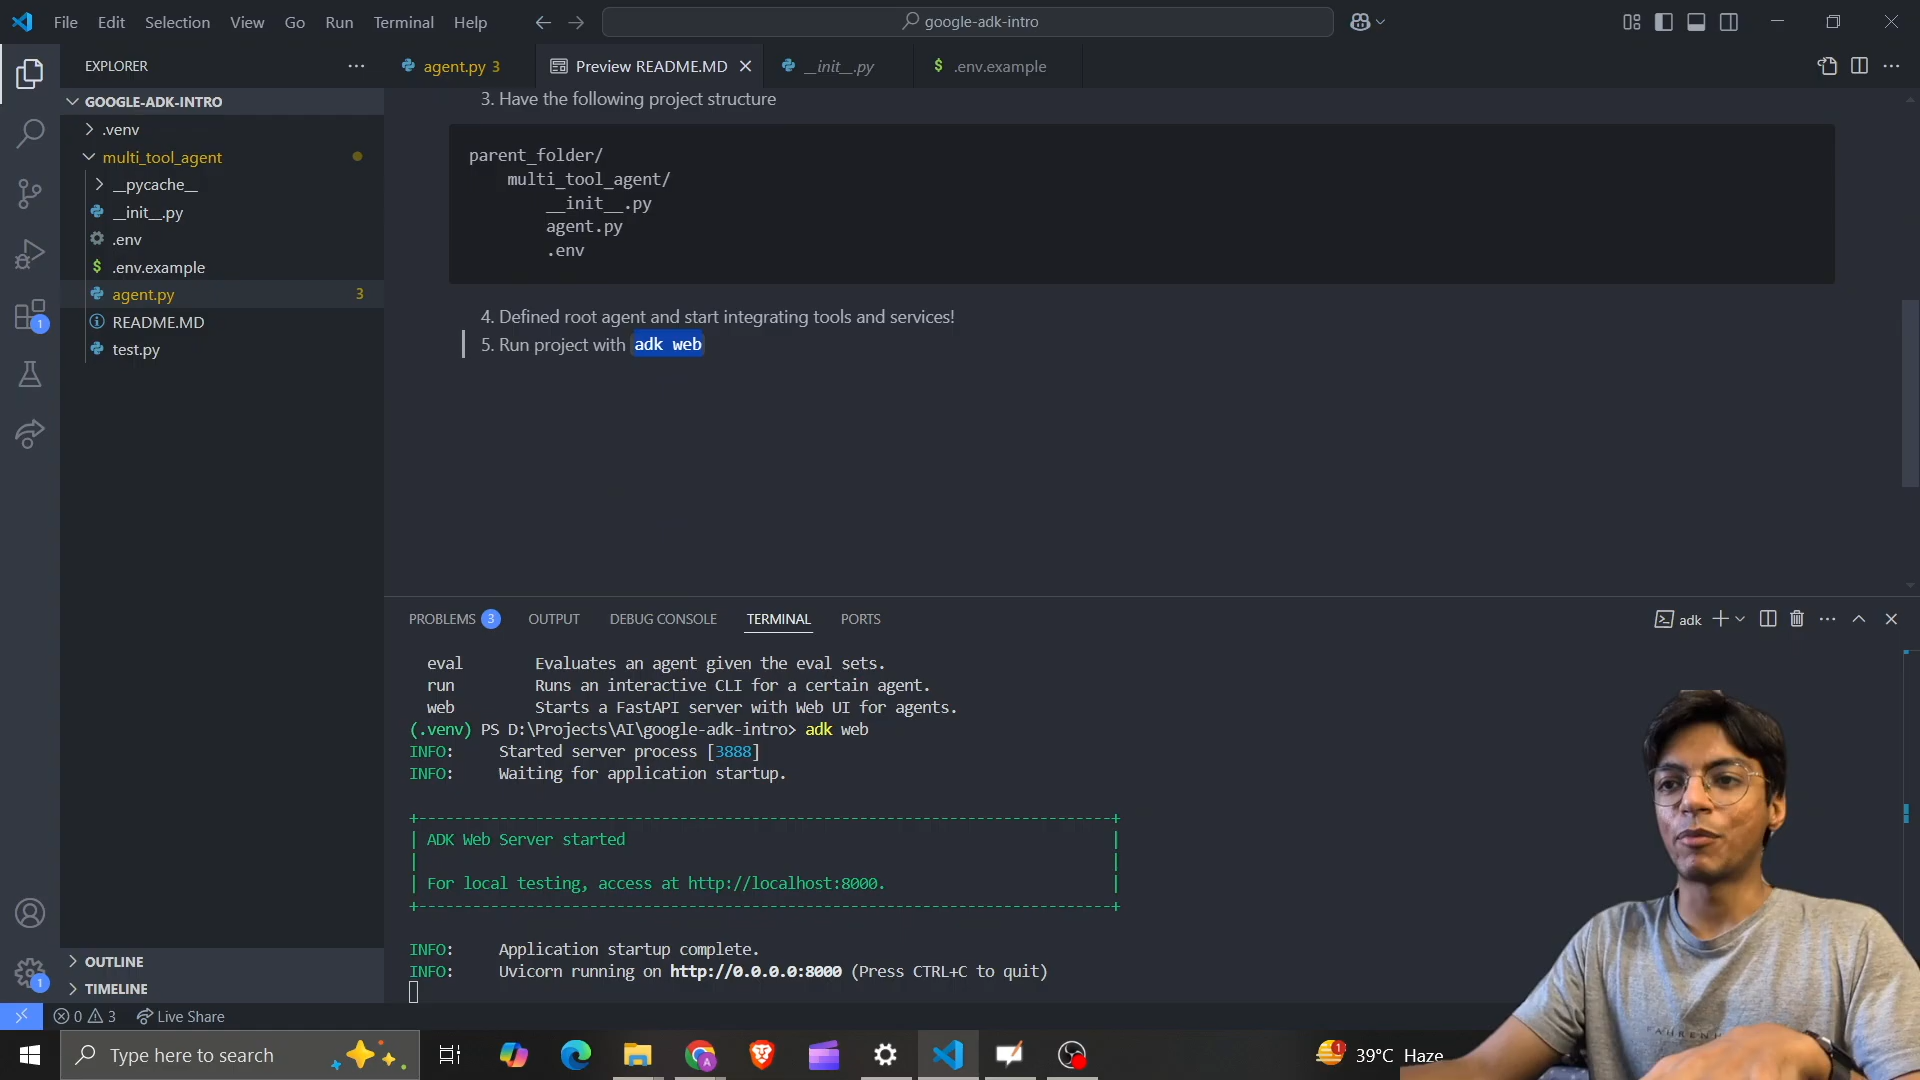 File Edit Selection View Go Run Terminal Help
google-adk-intro
EXPLORER
agent.py 3
Preview README.MD
__init__.py
.env.example
GOOGLE-ADK-INTRO
.venv
multi_tool_agent
__pycache__
__init__.py
.env
.env.example
agent.py 3
README.MD
test.py
3. Have the following project structure
parent_folder/
multi_tool_agent/
__init__.py
agent.py
.env
4. Defined root agent and start integrating tools and services!
5. Run project with adk web
1
PROBLEMS 3 OUTPUT DEBUG CONSOLE TERMINAL PORTS
adk
eval Evaluates an agent given the eval sets.
run Runs an interactive CLI for a certain agent.
web Starts a FastAPI server with Web UI for agents.
(.venv) PS D:\Projects\AI\google-adk-intro> adk web
INFO: Started server process [3888]
INFO: Waiting for application startup.
+-----------------------------------------------------------------------------+
| ADK Web Server started |
| |
| For local testing, access at http://localhost:8000. |
+-----------------------------------------------------------------------------+
INFO: Application startup complete.
INFO: Uvicorn running on http://0.0.0.0:8000 (Press CTRL+C to quit)
OUTLINE
TIMELINE
1
0 3 Live Share
Type here to search
A
1
39°C Haze